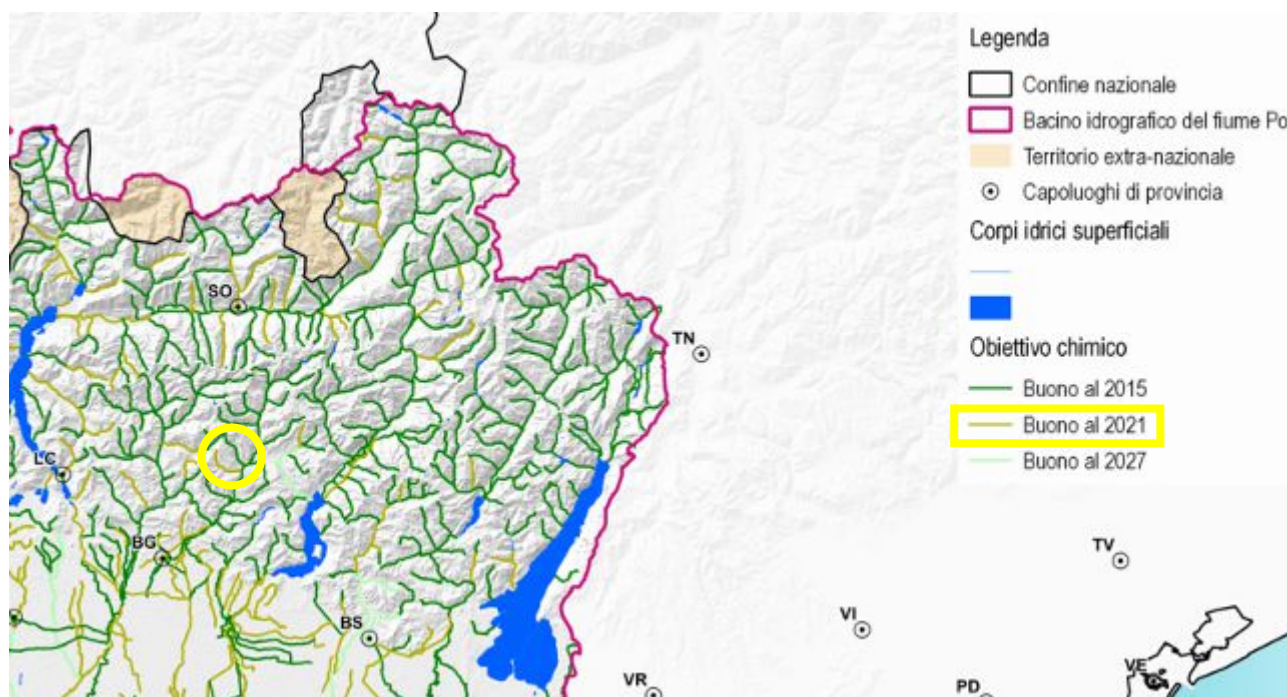 Legenda
Confine nazionale
Bacino idrografico del fiume Po
Territorio extra-nazionale
Capoluoghi di provincia
Corpi idrici superficiali
Obiettivo chimico
Buono al 2015
Buono al 2021
Buono al 2027
SO
TN
LC
BG
TV
BS
VI
VR
PD
VE